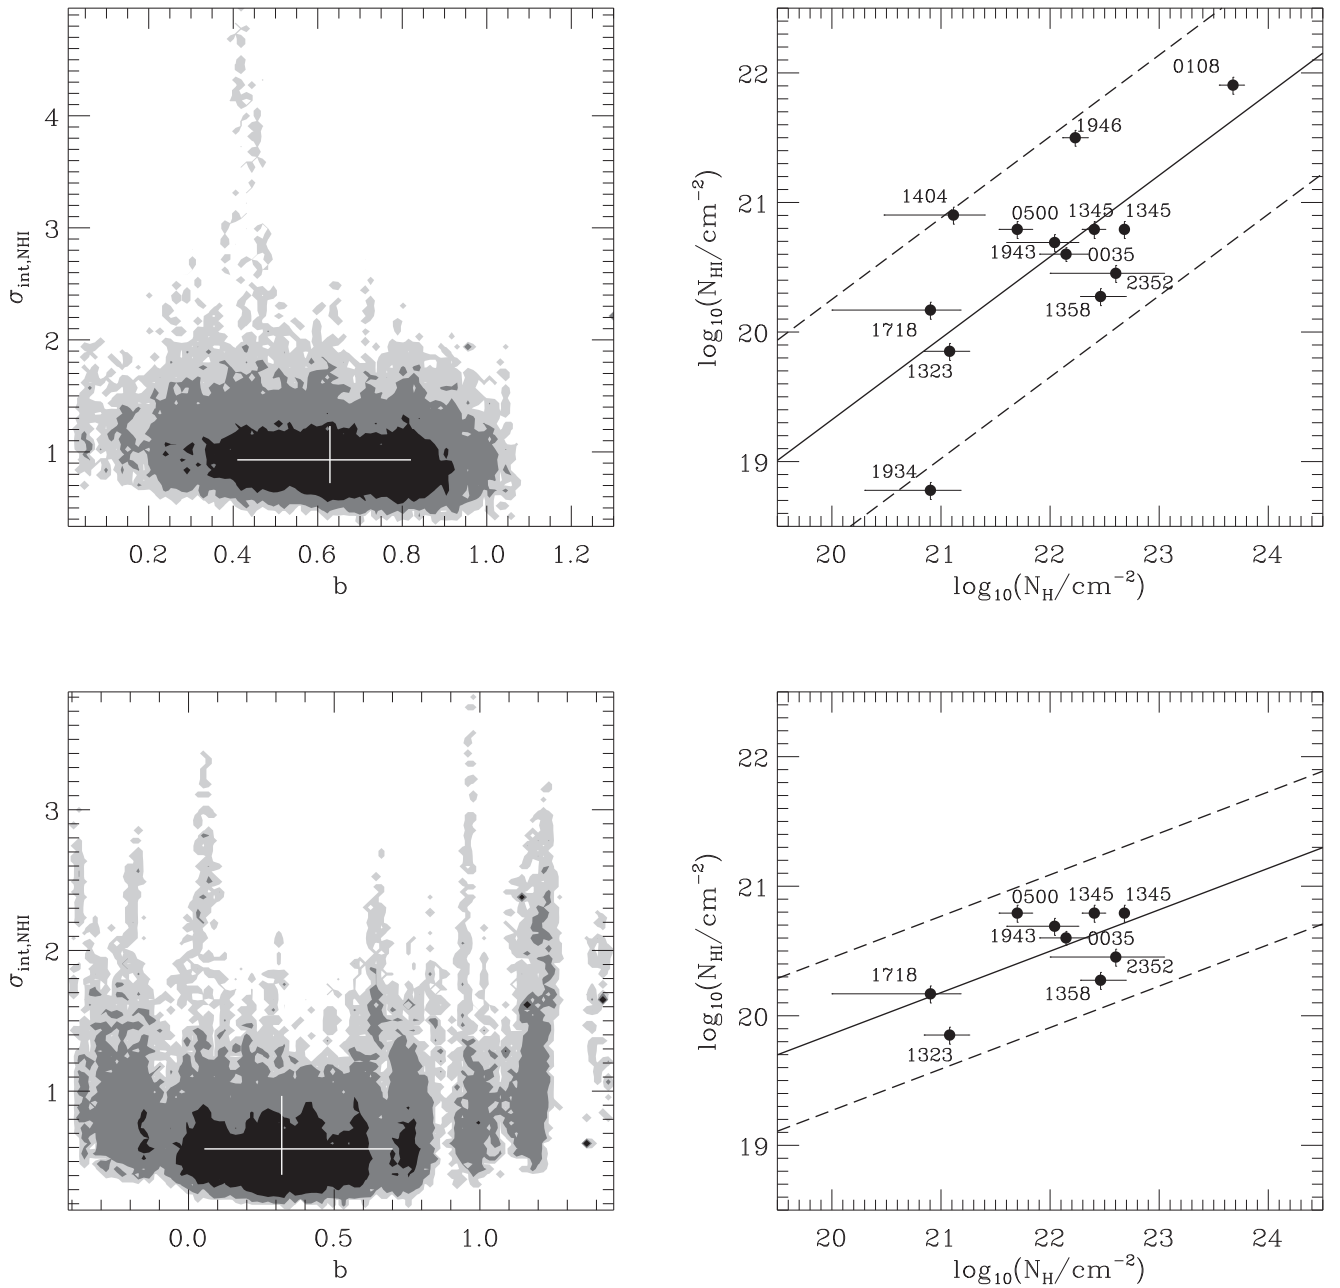 4
3
2
1
σint,NHI
0.2 0.4 0.6 0.8 1.0 1.2
b
22
21
20
19
log10(NHI/cm−2)
0108
1946
1404
0500 1345 1345
1943 0035
2352
1358
1718
1323
1934
20 21 22 23 24
log10(NH/cm−2)
3
2
1
σint,NHI
0.0 0.5 1.0
b
22
21
20
19
log10(NHI/cm−2)
0500 1345 1345
1943 0035
2352
1718
1358
1323
20 21 22 23 24
log10(NH/cm−2)